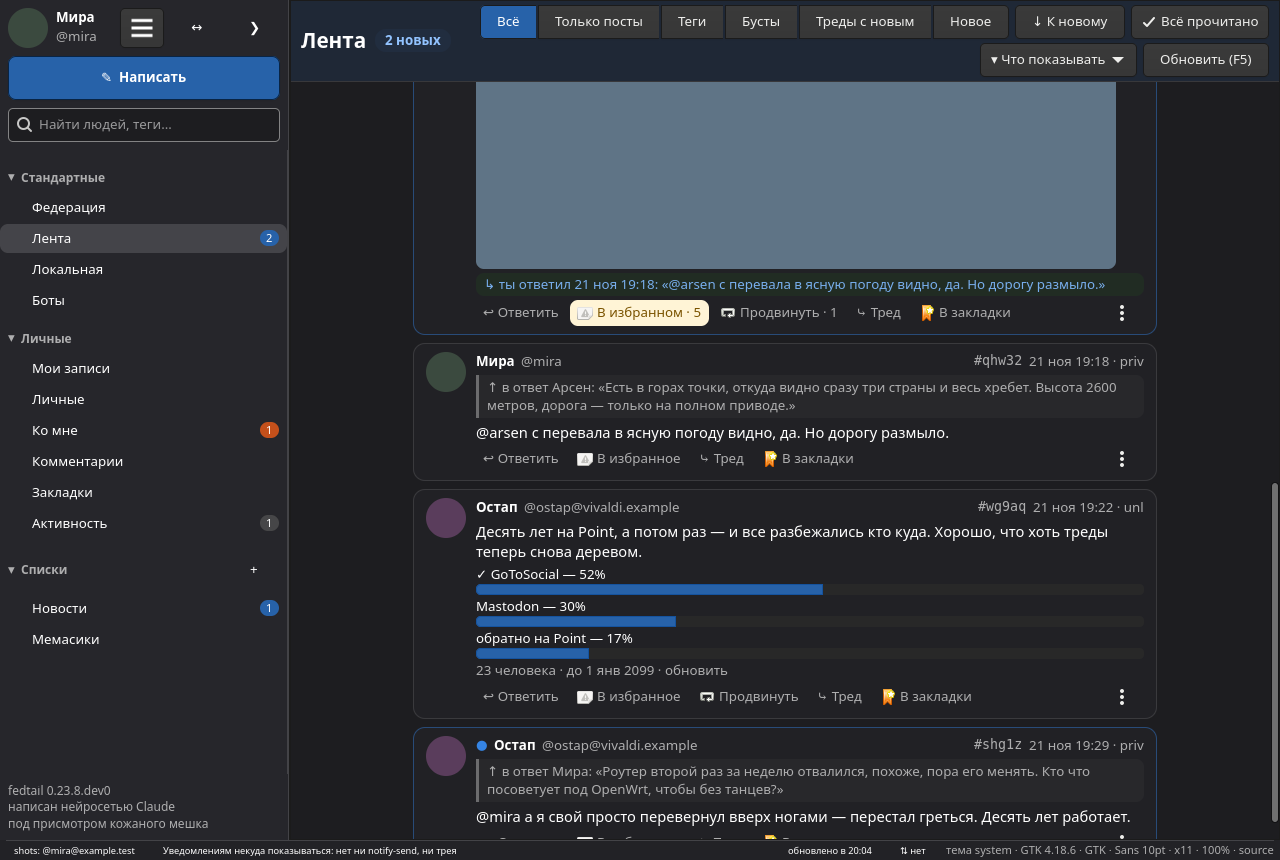 Мира
@mira
↔
❯
✎ Написать
Найти людей, теги…
▾ Стандартные
Федерация
Лента 2
Локальная
Боты
▾ Личные
Мои записи
Личные
Ко мне 1
Комментарии
Закладки
Активность 1
▾ Списки +
Новости 1
Мемасики
fedtail 0.23.8.dev0
написан нейросетью Claude
под присмотром кожаного мешка
Лента 2 новых
Всё Только посты Теги Бусты Треды с новым Новое ↓ К новому Всё прочитано
▾ Что показывать Обновить (F5)
↳ ты ответил 21 ноя 19:18: «@arsen с перевала в ясную погоду видно, да. Но дорогу размыло.»
↩ Ответить В избранном · 5 Продвинуть · 1 ⤷ Тред В закладки
Мира @mira #qhw32 21 ноя 19:18 · priv
↑ в ответ Арсен: «Есть в горах точки, откуда видно сразу три страны и весь хребет. Высота 2600
метров, дорога — только на полном приводе.»
@arsen с перевала в ясную погоду видно, да. Но дорогу размыло.
↩ Ответить В избранное ⤷ Тред В закладки
Остап @ostap@vivaldi.example #wg9aq 21 ноя 19:22 · unl
Десять лет на Point, а потом раз — и все разбежались кто куда. Хорошо, что хоть треды
теперь снова деревом.
✓ GoToSocial — 52%
Mastodon — 30%
обратно на Point — 17%
23 человека · до 1 янв 2099 · обновить
↩ Ответить В избранное Продвинуть ⤷ Тред В закладки
Остап @ostap@vivaldi.example #shg1z 21 ноя 19:29 · priv
↑ в ответ Мира: «Роутер второй раз за неделю отвалился, похоже, пора его менять. Кто что
посоветует под OpenWrt, чтобы без танцев?»
@mira а я свой просто перевернул вверх ногами — перестал греться. Десять лет работает.
shots: @mira@example.test Уведомлениям некуда показываться: нет ни notify-send, ни трея обновлено в 20:04 ⇅ нет тема system · GTK 4.18.6 · GTK · Sans 10pt · x11 · 100% · source